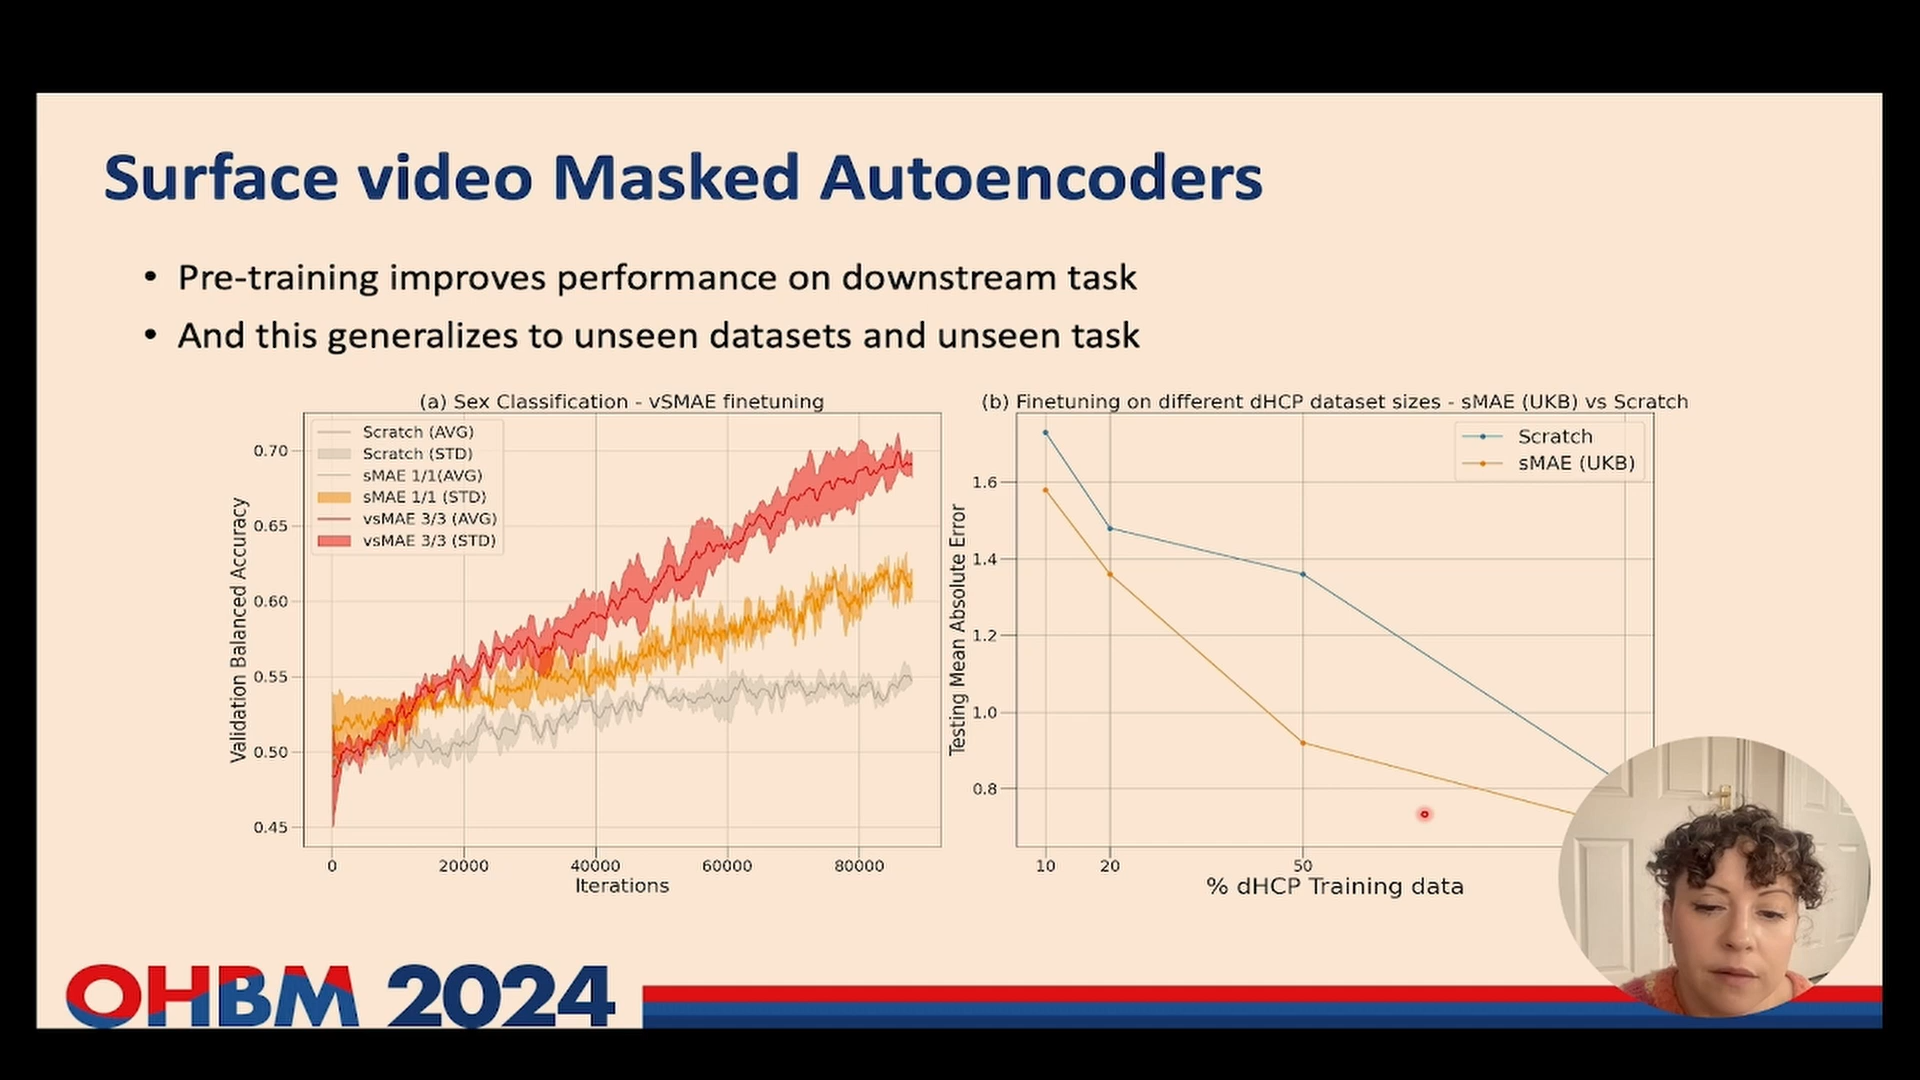 Surface video Masked Autoencoders
• Pre-training improves performance on downstream task
• And this generalizes to unseen datasets and unseen task
(a) Sex Classification - vSMAE finetuning
Scratch (AVG)
Scratch (STD)
sMAE 1/1(AVG)
sMAE 1/1 (STD)
vsMAE 3/3 (AVG)
vsMAE 3/3 (STD)
Validation Balanced Accuracy
0.70
0.65
0.60
0.55
0.50
0.45
0 20000 40000 60000 80000
Iterations
(b) Finetuning on different dHCP dataset sizes - sMAE (UKB) vs Scratch
Scratch
sMAE (UKB)
Testing Mean Absolute Error
1.6
1.4
1.2
1.0
0.8
10 20 50
% dHCP Training data
OHBM 2024